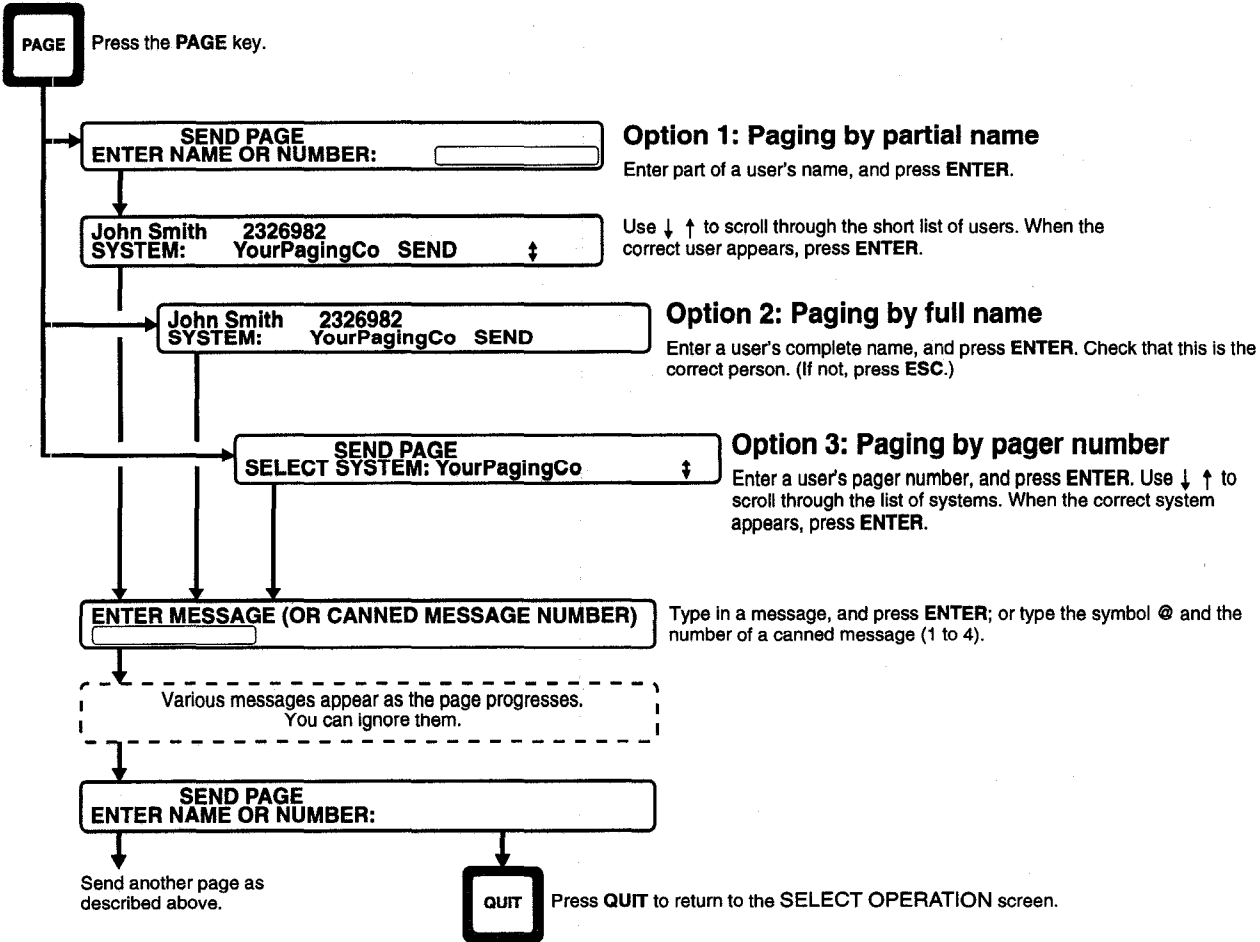 PAGE
Press the PAGE key.
SEND PAGE
ENTER NAME OR NUMBER:
Option 1: Paging by partial name
Enter part of a user's name, and press ENTER.
John Smith 2326982
SYSTEM: YourPagingCo SEND ↕
Use ↓ ↑ to scroll through the short list of users. When the
correct user appears, press ENTER.
John Smith 2326982
SYSTEM: YourPagingCo SEND
Option 2: Paging by full name
Enter a user's complete name, and press ENTER. Check that this is the
correct person. (If not, press ESC.)
SEND PAGE
SELECT SYSTEM: YourPagingCo ↕
Option 3: Paging by pager number
Enter a user's pager number, and press ENTER. Use ↓ ↑ to
scroll through the list of systems. When the correct system
appears, press ENTER.
ENTER MESSAGE (OR CANNED MESSAGE NUMBER)
Type in a message, and press ENTER; or type the symbol @ and the
number of a canned message (1 to 4).
Various messages appear as the page progresses.
You can ignore them.
SEND PAGE
ENTER NAME OR NUMBER:
Send another page as
described above.
QUIT
Press QUIT to return to the SELECT OPERATION screen.